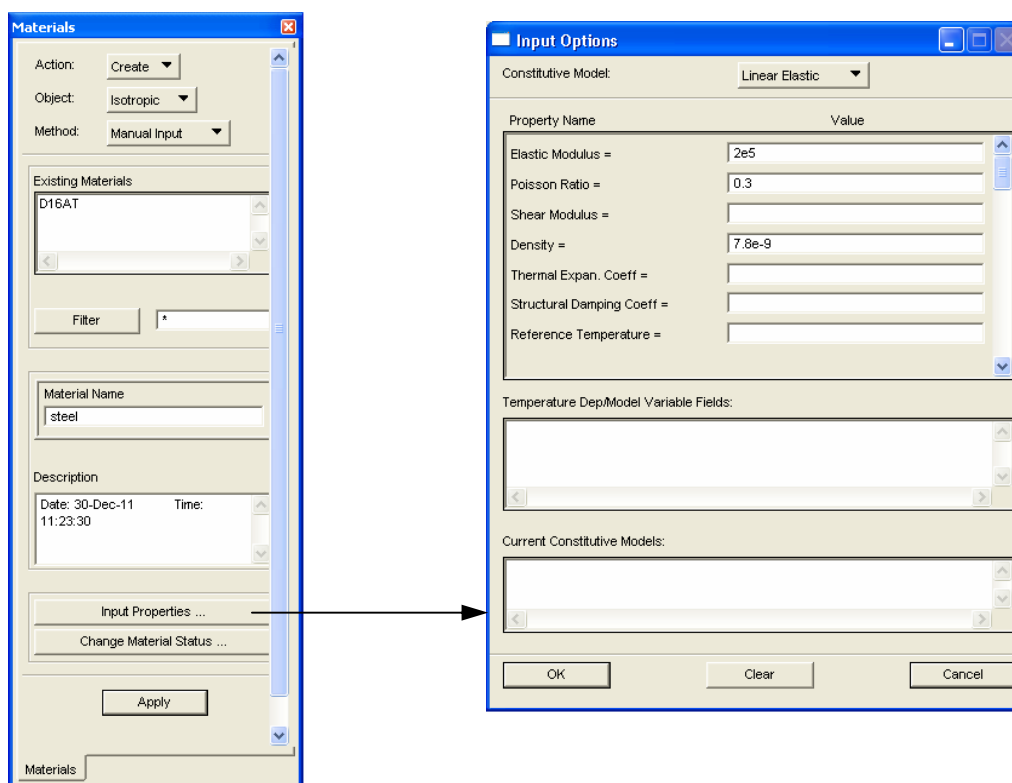 Materials
Action: Create
Object: Isotropic
Method: Manual Input
Existing Materials
D16AT
Filter *
Material Name
steel
Description
Date: 30-Dec-11 Time:
11:23:30
Input Properties ...
Change Material Status ...
Apply
Materials
Input Options
Constitutive Model: Linear Elastic
Property Name Value
Elastic Modulus = 2e5
Poisson Ratio = 0.3
Shear Modulus =
Density = 7.8e-9
Thermal Expan. Coeff =
Structural Damping Coeff =
Reference Temperature =
Temperature Dep/Model Variable Fields:
Current Constitutive Models:
OK Clear Cancel